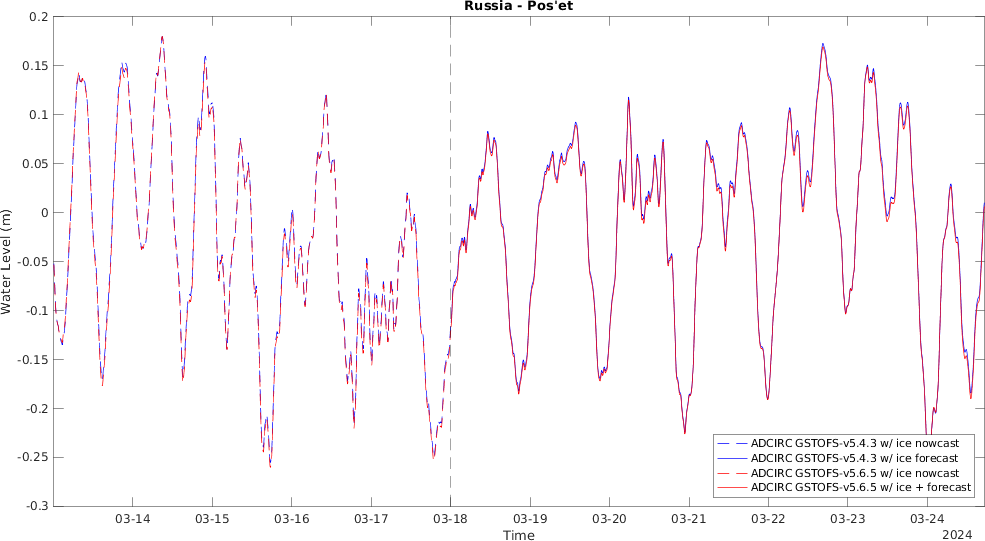 Russia - Pos'et
Water Level (m)
0.2
0.15
0.1
0.05
0
-0.05
-0.1
-0.15
-0.2
-0.25
-0.3
ADCIRC GSTOFS-v5.4.3 w/ ice nowcast
ADCIRC GSTOFS-v5.4.3 w/ ice forecast
ADCIRC GSTOFS-v5.6.5 w/ ice nowcast
ADCIRC GSTOFS-v5.6.5 w/ ice + forecast
03-14 03-15 03-16 03-17 03-18 03-19 03-20 03-21 03-22 03-23 03-24
Time
2024